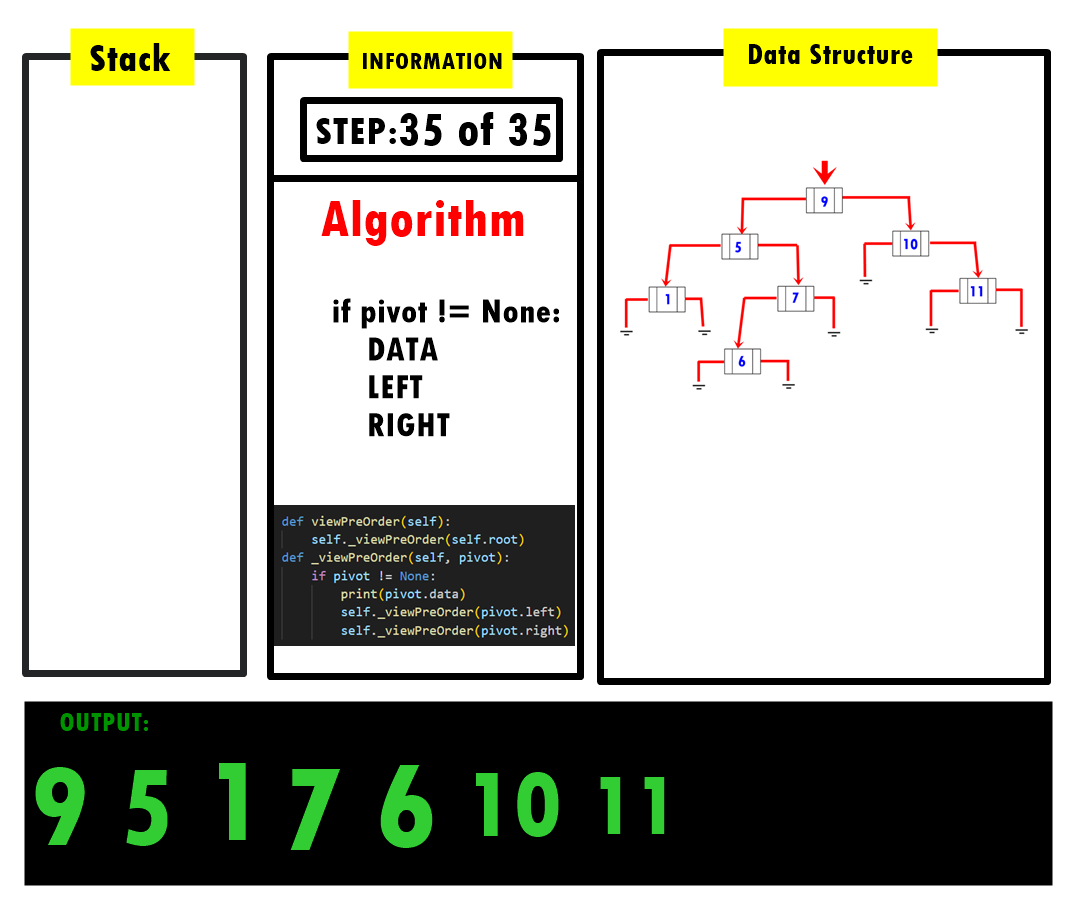 Stack
INFORMATION
STEP:35 of 35
Algorithm
if pivot != None:
DATA
LEFT
RIGHT
def viewPreOrder(self):
self._viewPreOrder(self.root)
def _viewPreOrder(self, pivot):
if pivot != None:
print(pivot.data)
self._viewPreOrder(pivot.left)
self._viewPreOrder(pivot.right)
Data Structure
9
5
10
1
7
11
6
OUTPUT:
9 5 1 7 6 10 11